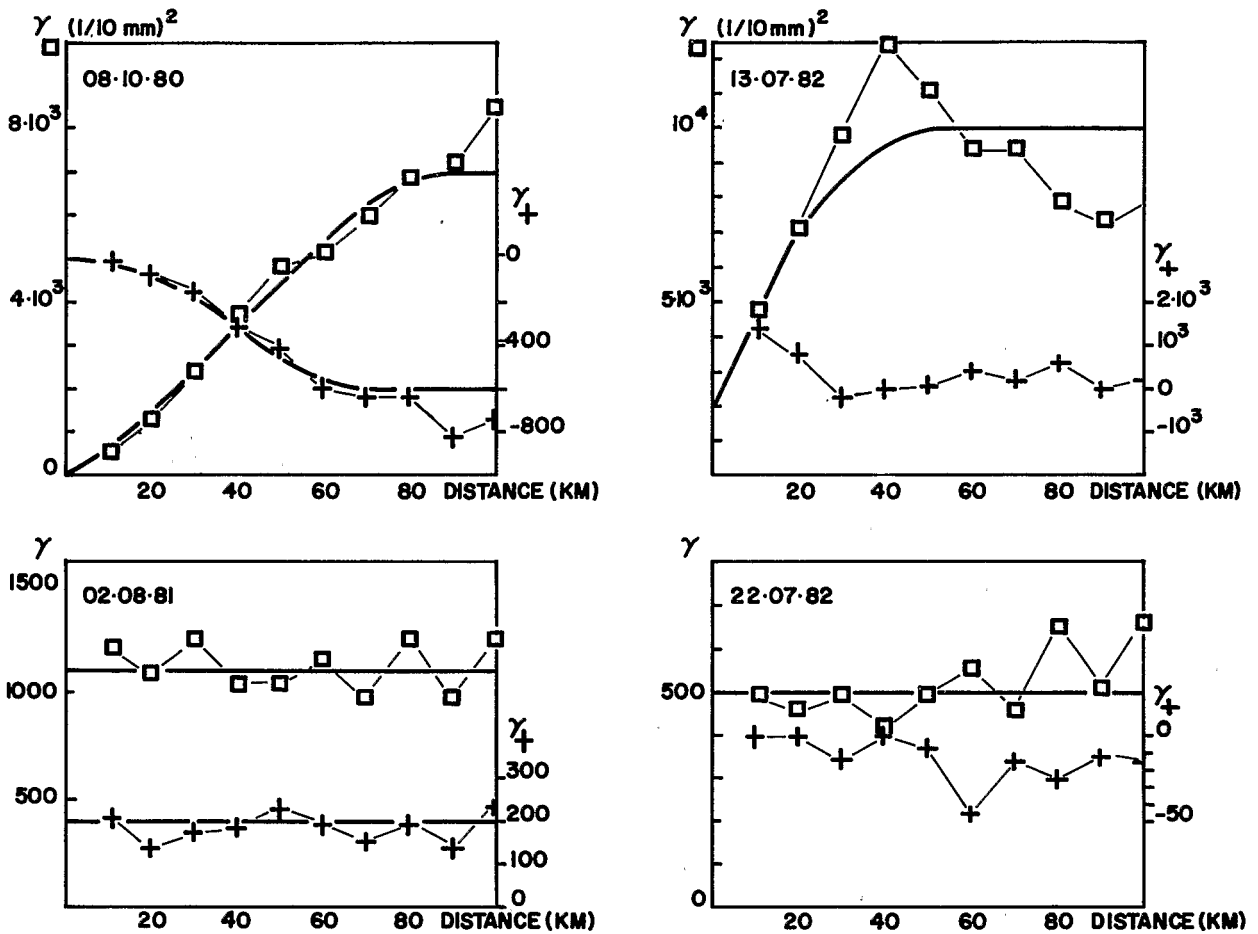 γ (1/10 mm)²
08·10·80
8·10³
4·10³
0
γ
+
0
-400
-800
20 40 60 80 DISTANCE (KM)
γ (1/10 mm)²
13·07·82
10⁴
5·10³
γ
+
2·10³
10³
0
-10³
20 40 60 80 DISTANCE (KM)
γ
1500
02·08·81
1000
500
γ
+
300
200
100
0
20 40 60 80 DISTANCE (KM)
γ
22·07·82
500
0
γ
+
0
-50
20 40 60 80 DISTANCE (KM)